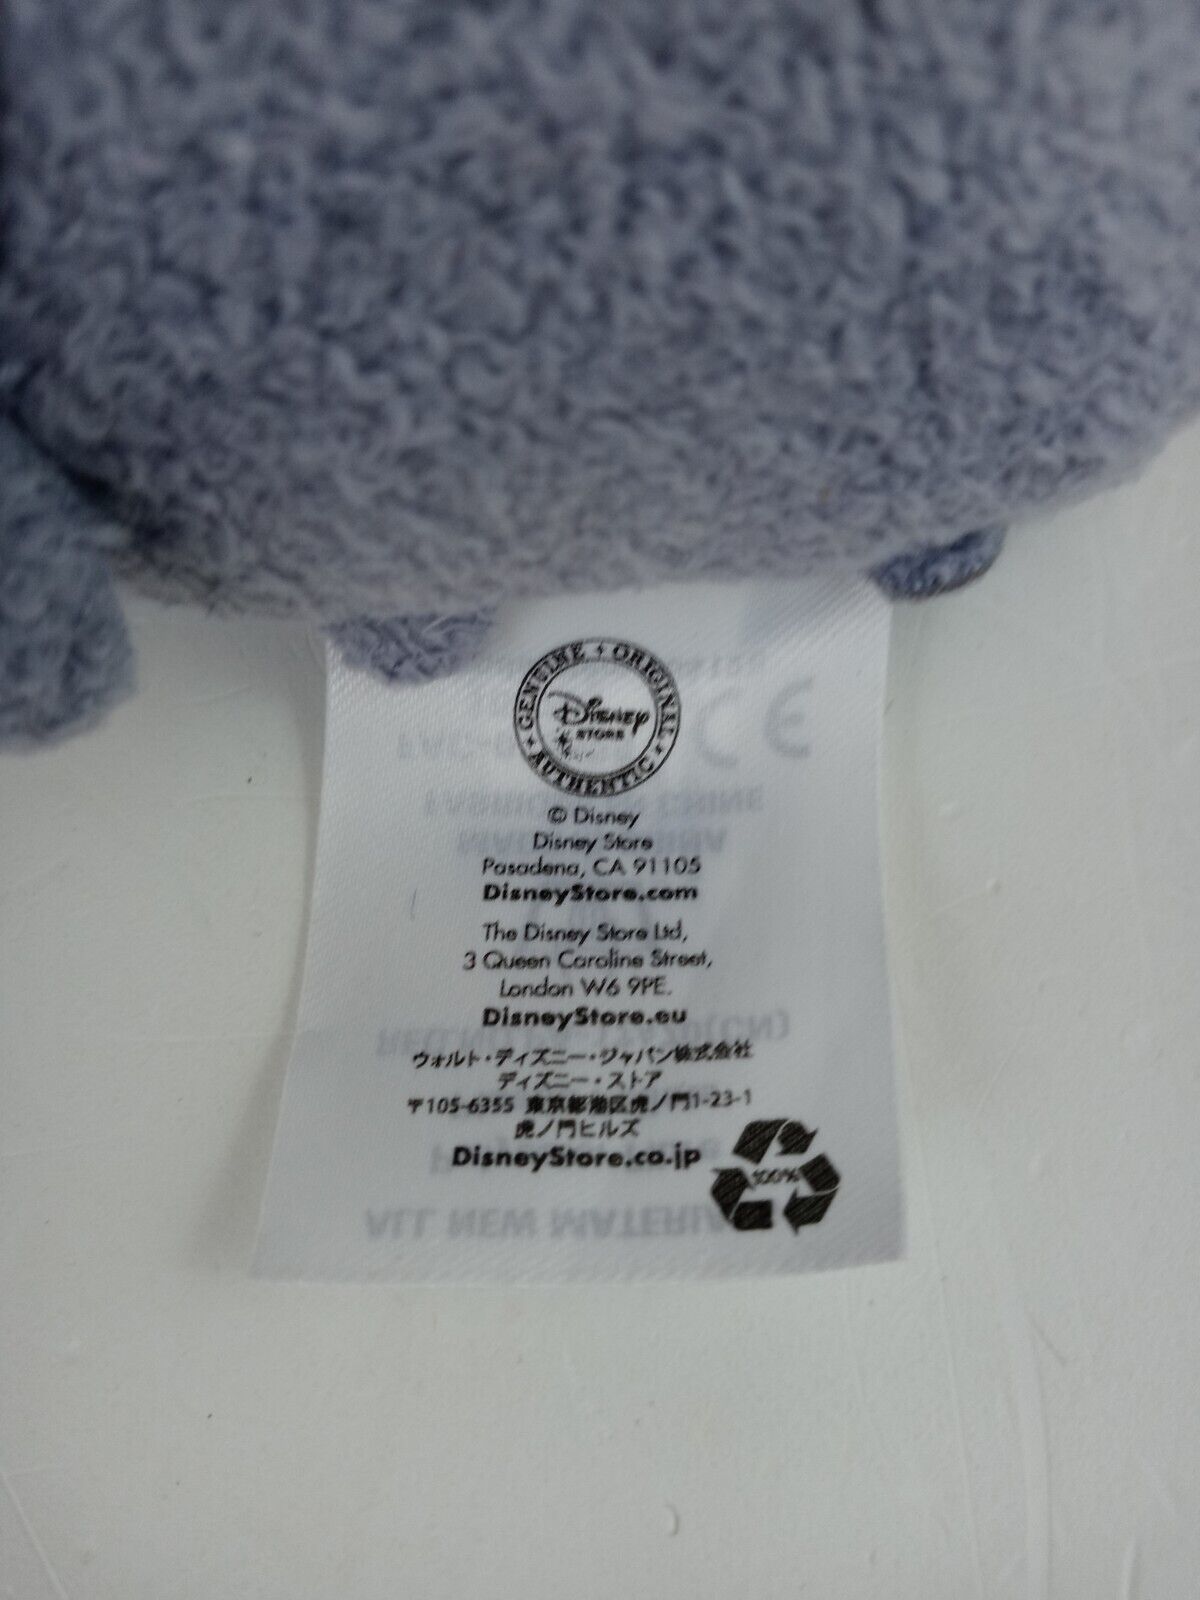 GENUINE • ORIGINAL • AUTHENTIC •
Disney
STORE
© Disney
Disney Store
Pasadena, CA 91105
DisneyStore.com
The Disney Store Ltd,
3 Queen Caroline Street,
London W6 9PE.
DisneyStore.eu
ウォルト・ディズニー・ジャパン株式会社
ディズニー・ストア
〒105-6355 東京都港区虎ノ門1-23-1
虎ノ門ヒルズ
DisneyStore.co.jp
100%
ALL NEW MATERIA